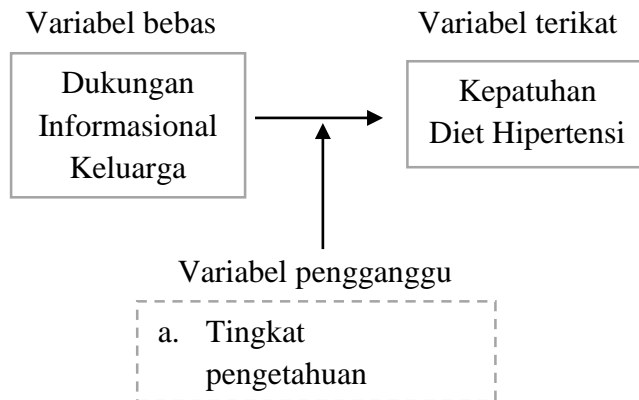 Variabel bebas
Variabel terikat
Dukungan
Informasional
Keluarga
Kepatuhan
Diet Hipertensi
Variabel pengganggu
a. Tingkat
pengetahuan